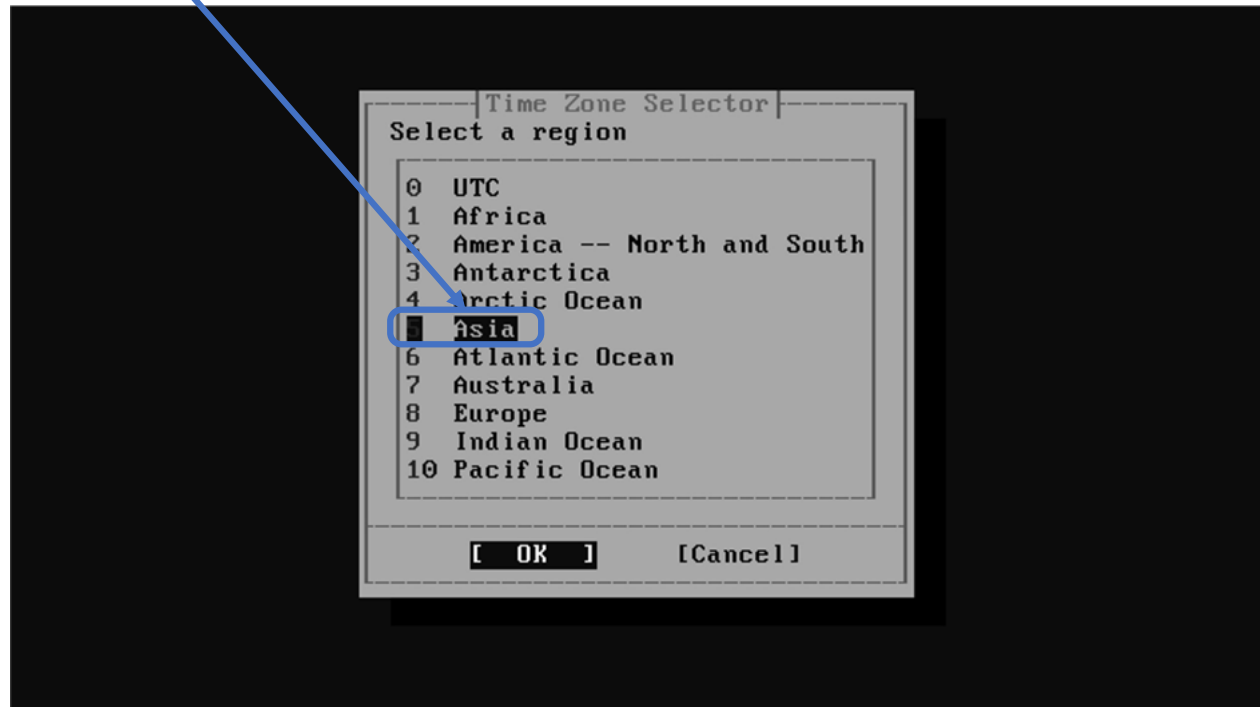 Time Zone Selector
Select a region
0 UTC
1 Africa
2 America -- North and South
3 Antarctica
4 Arctic Ocean
5 Asia
6 Atlantic Ocean
7 Australia
8 Europe
9 Indian Ocean
10 Pacific Ocean
[ OK ] [Cancel]